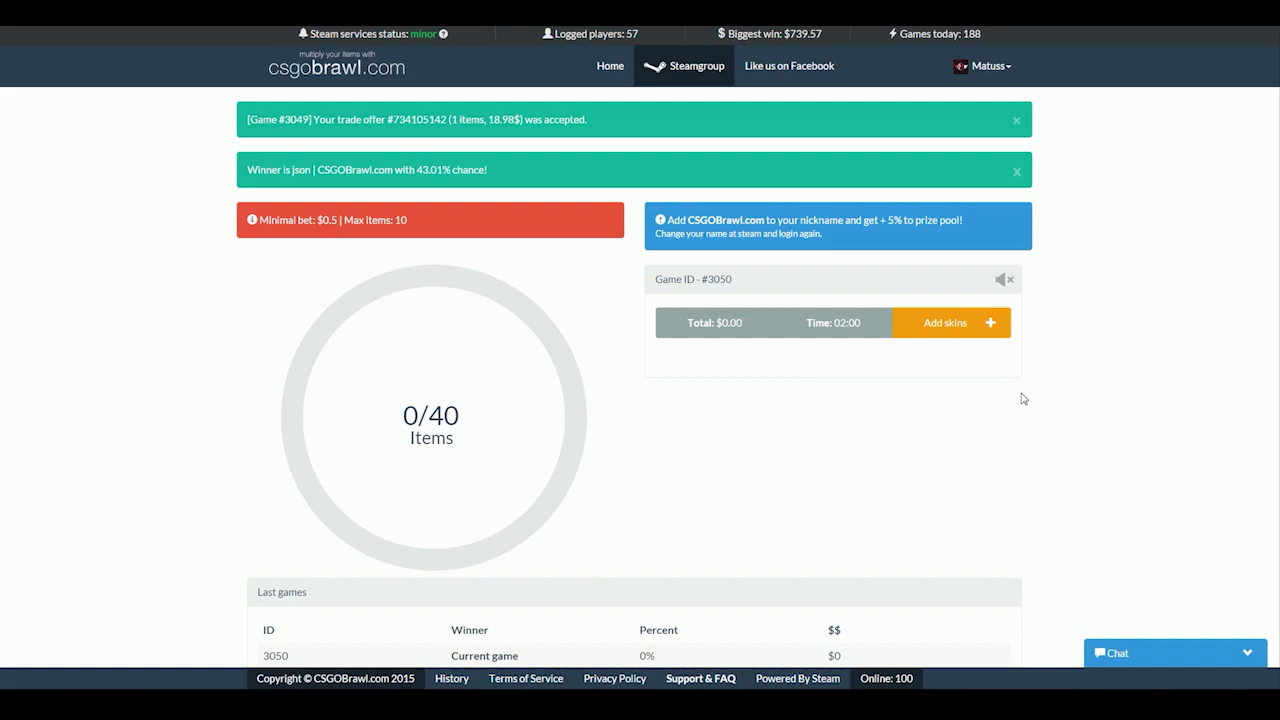 Steam services status: minor
Logged players: 57
Biggest win: $739.57
Games today: 188
multiply your items with
csgobrawl.com
Home
Steamgroup
Like us on Facebook
Matuss
[Game #3049] Your trade offer #734105142 (1 items, 18.98$) was accepted.
×
Winner is json | CSGOBrawl.com with 43.01% chance!
x
Minimal bet: $0.5 | Max items: 10
Add CSGOBrawl.com to your nickname and get + 5% to prize pool!
Change your name at steam and login again.
Game ID - #3050
Total: $0.00
Time: 02:00
Add skins
0/40
Items
Last games
ID Winner Percent $$
3050 Current game 0% $0
Chat
Copyright © CSGOBrawl.com 2015
History
Terms of Service
Privacy Policy
Support & FAQ
Powered By Steam
Online: 100